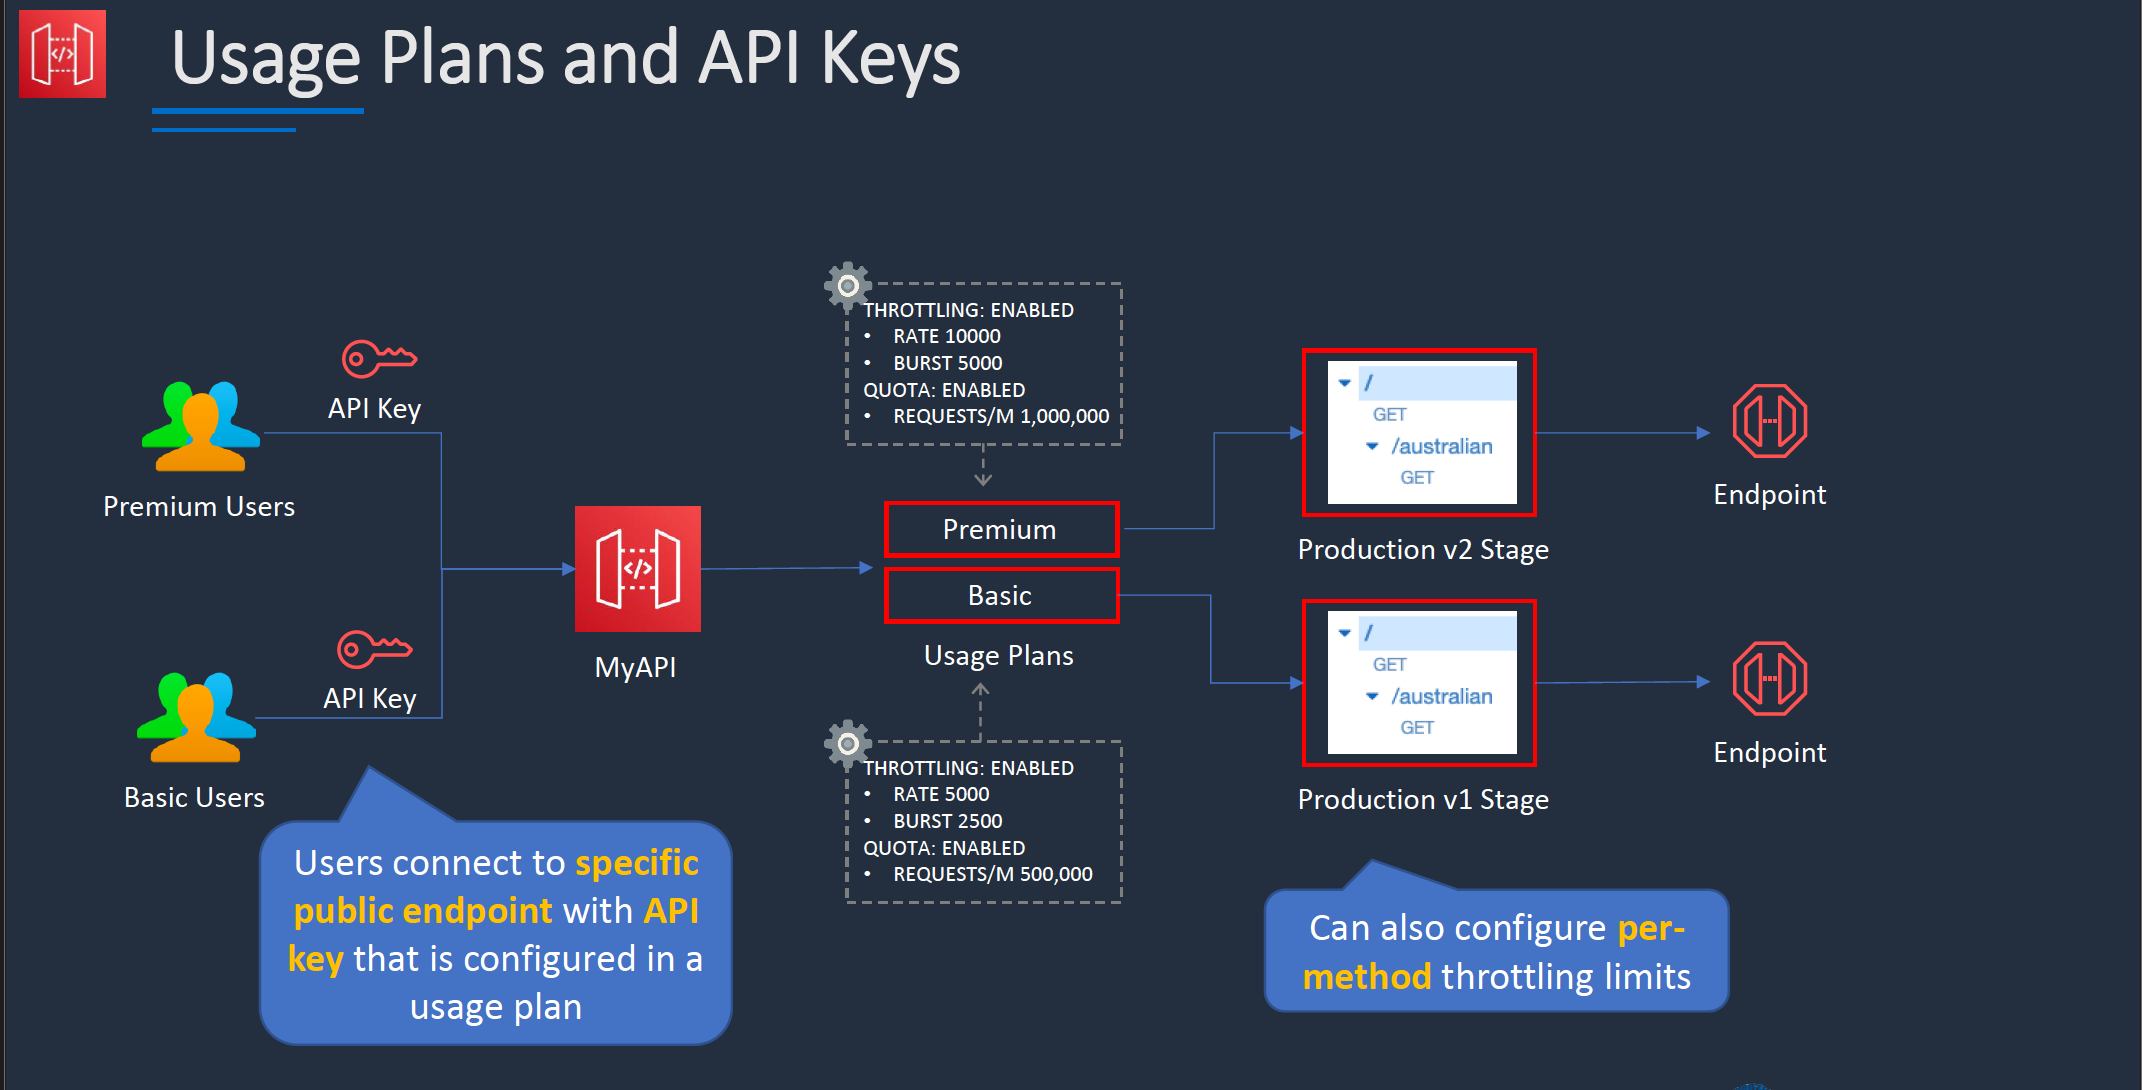 Usage Plans and API Keys
THROTTLING: ENABLED
• RATE 10000
• BURST 5000
QUOTA: ENABLED
• REQUESTS/M 1,000,000
API Key
Premium Users
API Key
Basic Users
</>
MyAPI
Premium
Basic
Usage Plans
THROTTLING: ENABLED
• RATE 5000
• BURST 2500
QUOTA: ENABLED
• REQUESTS/M 500,000
/
GET
/australian
GET
Production v2 Stage
Endpoint
/
GET
/australian
GET
Production v1 Stage
Endpoint
Users connect to specific
public endpoint with API
key that is configured in a
usage plan
Can also configure per-
method throttling limits